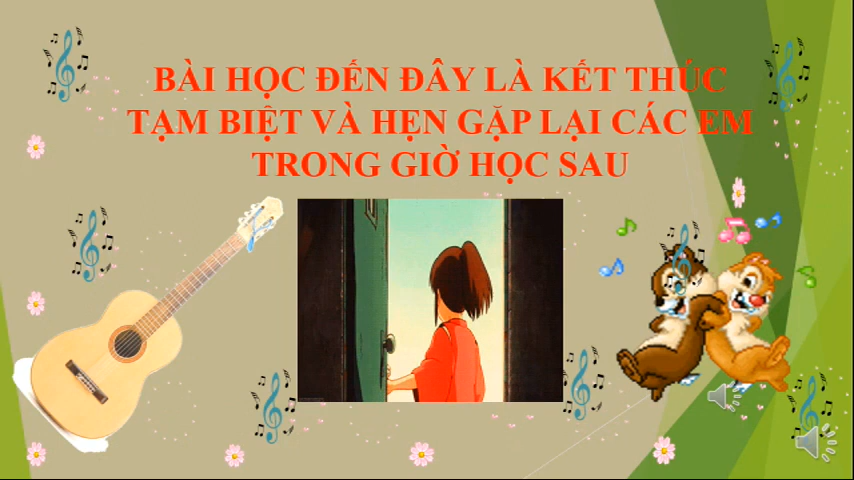 BÀI HỌC ĐẾN ĐÂY LÀ KẾT THÚC
TẠM BIỆT VÀ HẸN GẶP LẠI CÁC EM
TRONG GIỜ HỌC SAU